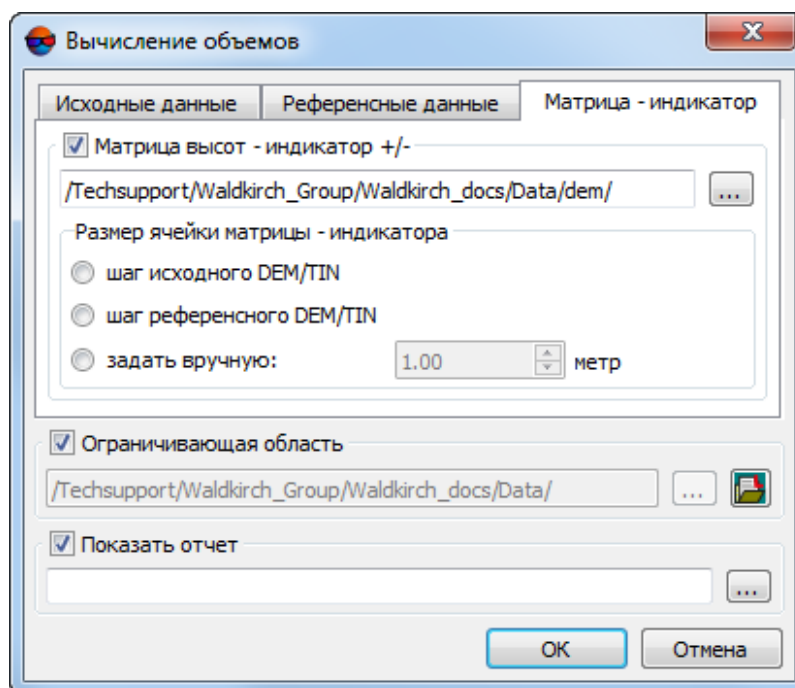 Вычисление объемов
Исходные данные Референсные данные Матрица - индикатор
Матрица высот - индикатор +/-
/Techsupport/Waldkirch_Group/Waldkirch_docs/Data/dem/ ...
Размер ячейки матрицы - индикатора
шаг исходного DEM/TIN
шаг референсного DEM/TIN
задать вручную: 1.00 метр
Ограничивающая область
/Techsupport/Waldkirch_Group/Waldkirch_docs/Data/ ...
Показать отчет
...
ОК Отмена